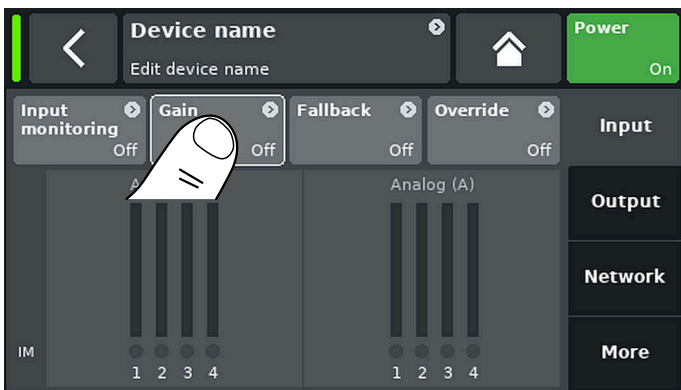 Device name
Edit device name
Power
On
Input
monitoring
Off
Gain
Off
Fallback
Off
Override
Off
Input
Output
Network
More
Analog (A)
IM
1 2 3 4
1 2 3 4